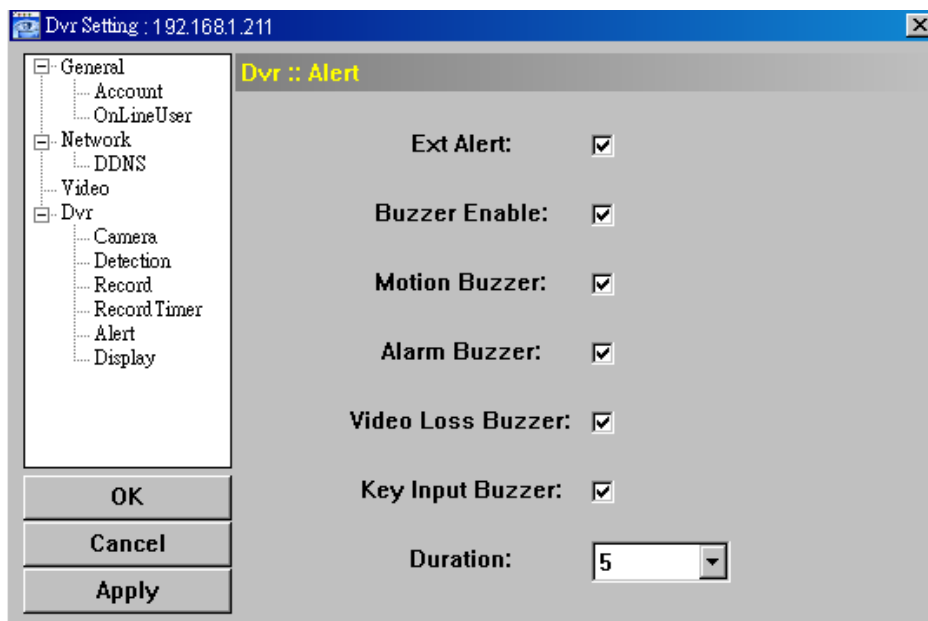 Dvr Setting : 192.168.1.211
General
Account
OnLineUser
Network
DDNS
Video
Dvr
Camera
Detection
Record
Record Timer
Alert
Display
OK
Cancel
Apply
Dvr :: Alert
Ext Alert:
Buzzer Enable:
Motion Buzzer:
Alarm Buzzer:
Video Loss Buzzer:
Key Input Buzzer:
Duration: 5